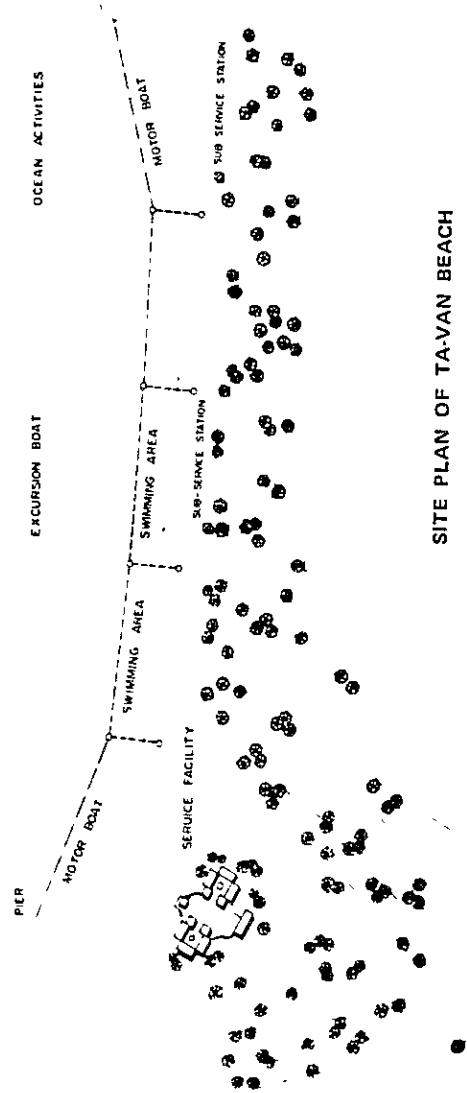 PIER
EXCURSION BOAT
OCEAN ACTIVITIES
MOTOR BOAT
SWIMMING AREA
SWIMMING AREA
MOTOR BOAT
SERVICE FACILITY
SUB-SERVICE STATION
SUB SERVICE STATION
SITE PLAN OF TA-VAN BEACH